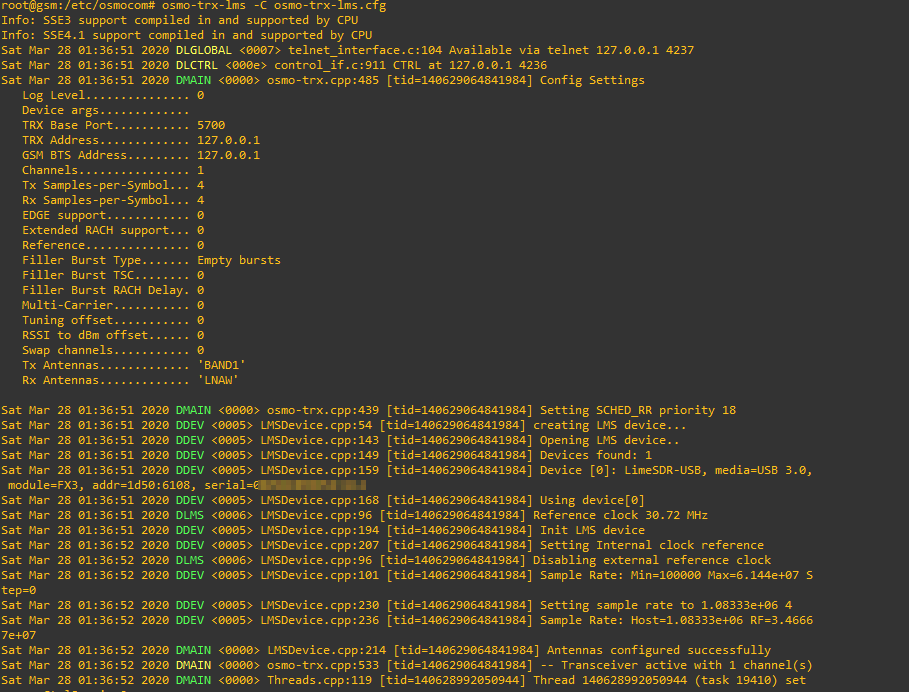 root@gsm:/etc/osmocom# osmo-trx-lms -C osmo-trx-lms.cfg
Info: SSE3 support compiled in and supported by CPU
Info: SSE4.1 support compiled in and supported by CPU
Sat Mar 28 01:36:51 2020 DLGLOBAL <0007> telnet_interface.c:104 Available via telnet 127.0.0.1 4237
Sat Mar 28 01:36:51 2020 DLCTRL <000e> control_if.c:911 CTRL at 127.0.0.1 4236
Sat Mar 28 01:36:51 2020 DMAIN <0000> osmo-trx.cpp:485 [tid=140629064841984] Config Settings
Log Level............... 0
Device args.............
TRX Base Port........... 5700
TRX Address............. 127.0.0.1
GSM BTS Address......... 127.0.0.1
Channels................ 1
Tx Samples-per-Symbol... 4
Rx Samples-per-Symbol... 4
EDGE support............ 0
Extended RACH support... 0
Reference............... 0
Filler Burst Type....... Empty bursts
Filler Burst TSC........ 0
Filler Burst RACH Delay. 0
Multi-Carrier........... 0
Tuning offset........... 0
RSSI to dBm offset...... 0
Swap channels........... 0
Tx Antennas............. 'BAND1'
Rx Antennas............. 'LNAW'
Sat Mar 28 01:36:51 2020 DMAIN <0000> osmo-trx.cpp:439 [tid=140629064841984] Setting SCHED_RR priority 18
Sat Mar 28 01:36:51 2020 DDEV <0005> LMSDevice.cpp:54 [tid=140629064841984] creating LMS device...
Sat Mar 28 01:36:51 2020 DDEV <0005> LMSDevice.cpp:143 [tid=140629064841984] Opening LMS device..
Sat Mar 28 01:36:51 2020 DDEV <0005> LMSDevice.cpp:149 [tid=140629064841984] Devices found: 1
Sat Mar 28 01:36:51 2020 DDEV <0005> LMSDevice.cpp:159 [tid=140629064841984] Device [0]: LimeSDR-USB, media=USB 3.0,
module=FX3, addr=1d50:6108, serial=
Sat Mar 28 01:36:51 2020 DDEV <0005> LMSDevice.cpp:168 [tid=140629064841984] Using device[0]
Sat Mar 28 01:36:51 2020 DLMS <0006> LMSDevice.cpp:96 [tid=140629064841984] Reference clock 30.72 MHz
Sat Mar 28 01:36:51 2020 DDEV <0005> LMSDevice.cpp:194 [tid=140629064841984] Init LMS device
Sat Mar 28 01:36:52 2020 DDEV <0005> LMSDevice.cpp:207 [tid=140629064841984] Setting Internal clock reference
Sat Mar 28 01:36:52 2020 DLMS <0006> LMSDevice.cpp:96 [tid=140629064841984] Disabling external reference clock
Sat Mar 28 01:36:52 2020 DDEV <0005> LMSDevice.cpp:101 [tid=140629064841984] Sample Rate: Min=100000 Max=6.144e+07 S
tep=0
Sat Mar 28 01:36:52 2020 DDEV <0005> LMSDevice.cpp:230 [tid=140629064841984] Setting sample rate to 1.08333e+06 4
Sat Mar 28 01:36:52 2020 DDEV <0005> LMSDevice.cpp:236 [tid=140629064841984] Sample Rate: Host=1.08333e+06 RF=3.4666
7e+07
Sat Mar 28 01:36:52 2020 DMAIN <0000> LMSDevice.cpp:214 [tid=140629064841984] Antennas configured successfully
Sat Mar 28 01:36:52 2020 DMAIN <0000> osmo-trx.cpp:533 [tid=140629064841984] -- Transceiver active with 1 channel(s)
Sat Mar 28 01:36:52 2020 DMAIN <0000> Threads.cpp:119 [tid=140628992050944] Thread 140628992050944 (task 19410) set